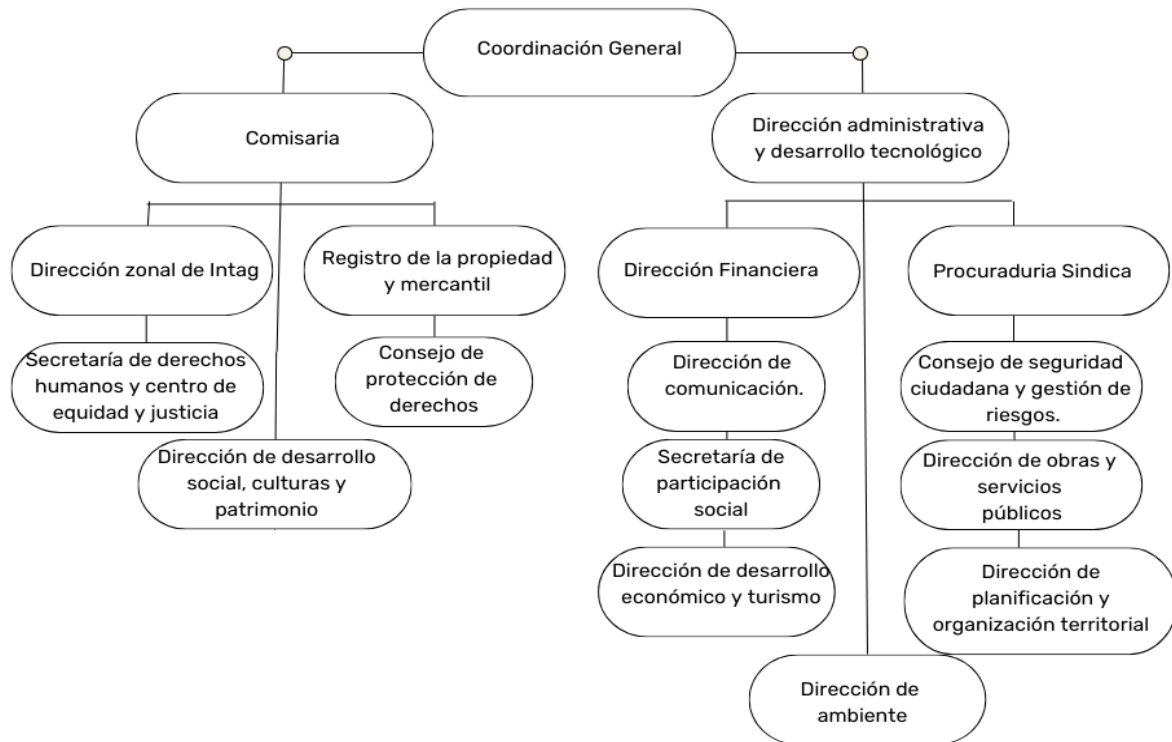 Coordinación General
Comisaria
Dirección administrativa
y desarrollo tecnológico
Dirección zonal de Intag
Registro de la propiedad
y mercantil
Dirección Financiera
Procuraduria Sindica
Secretaría de derechos
humanos y centro de
equidad y justicia
Consejo de
protección de
derechos
Dirección de
comunicación.
Consejo de seguridad
ciudadana y gestión de
riesgos.
Dirección de desarrollo
social, culturas y
patrimonio
Secretaría de
participación
social
Dirección de obras y
servicios
públicos
Dirección de desarrollo
económico y turismo
Dirección de
planificación y
organización territorial
Dirección de
ambiente